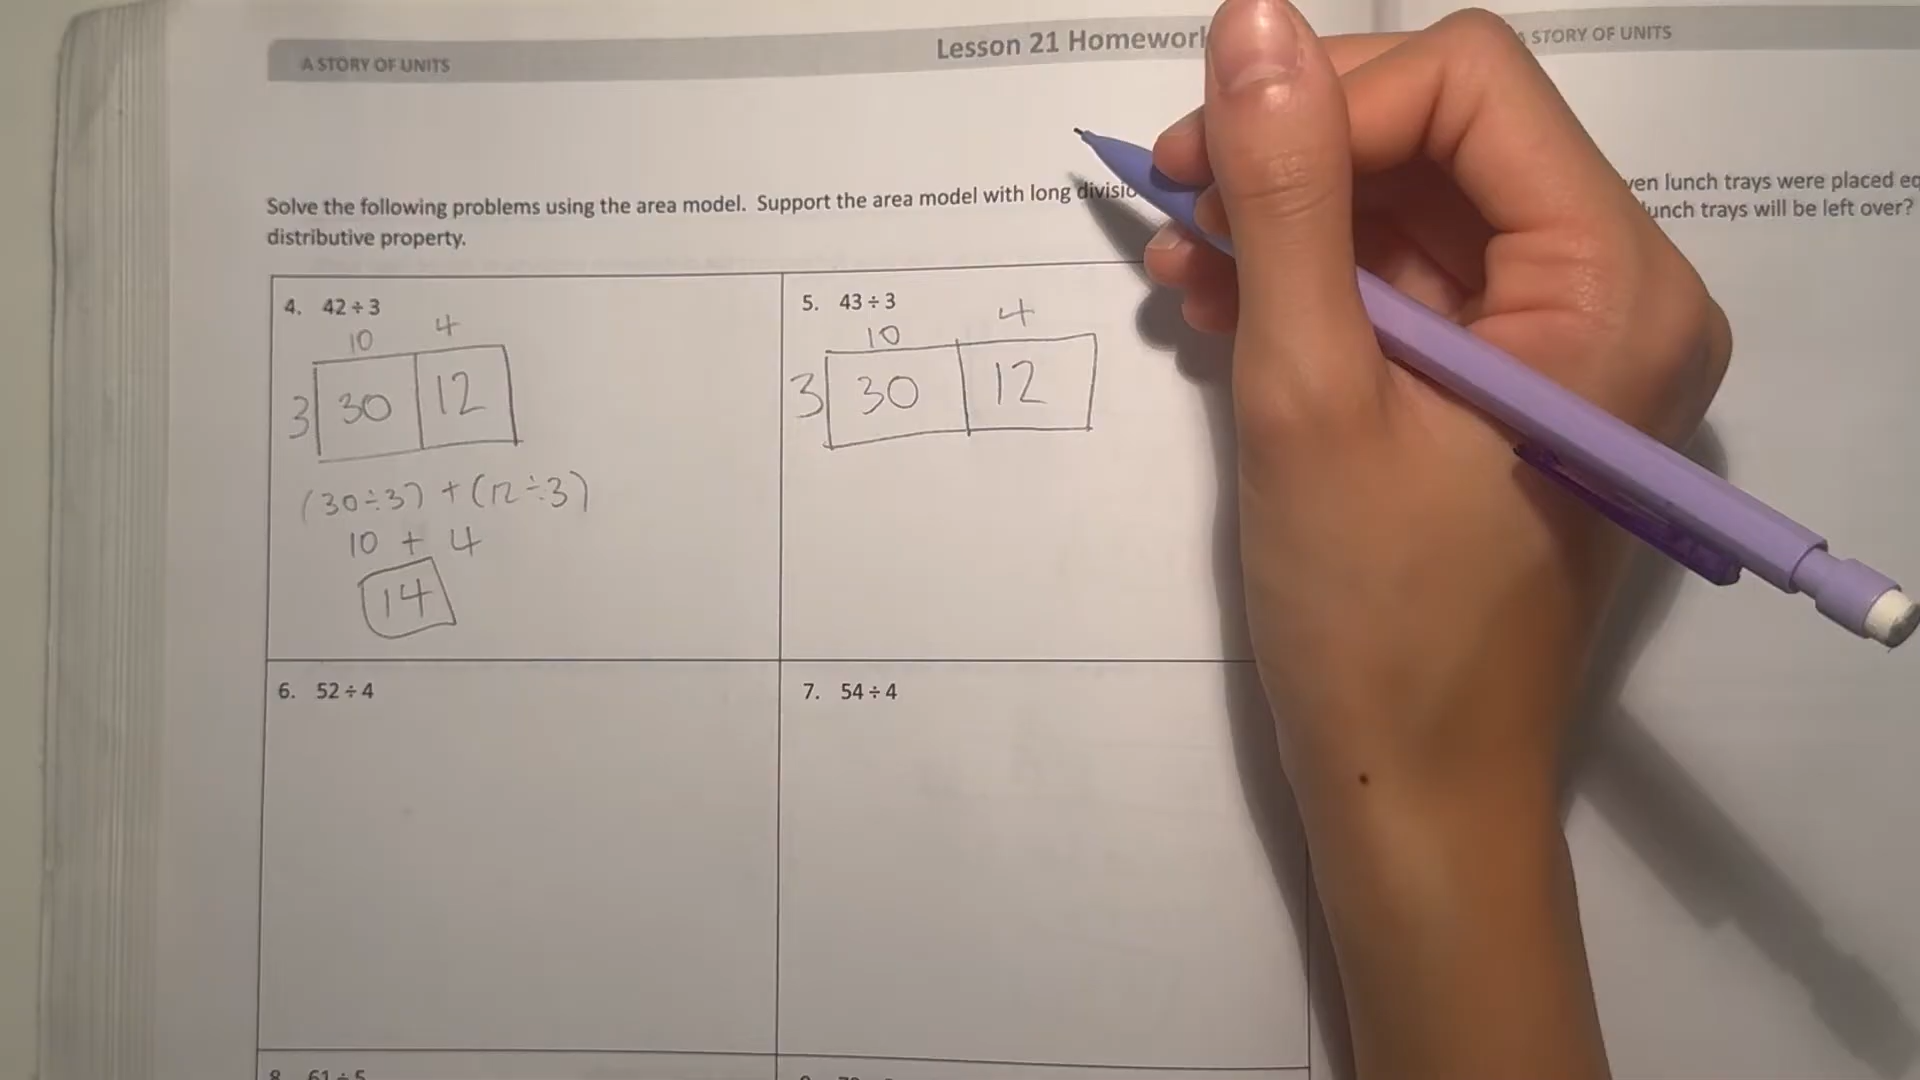 A STORY OF UNITS
Lesson 21 Homework
STORY OF UNITS
Solve the following problems using the area model. Support the area model with long
distributive property.
lunch trays were placed
lunch trays will be left over?
4. 42 ÷ 3
10 4
3 30 12
(30÷3) + (12÷3)
10 + 4
14
5. 43 ÷ 3
10 4
3 30 12
6. 52 ÷ 4
7. 54 ÷ 4
8. 61 ÷ 5